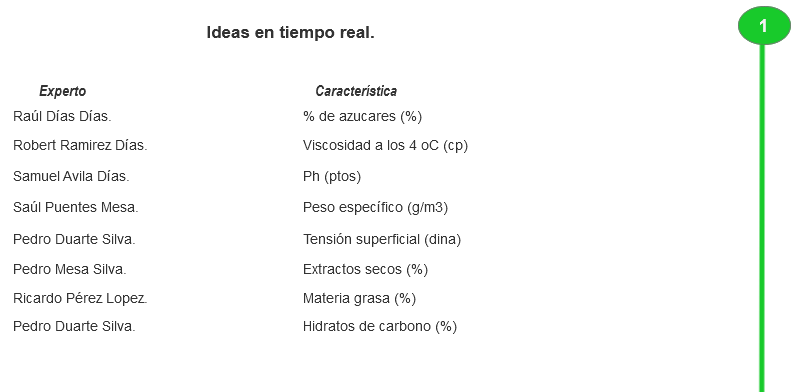 Ideas en tiempo real.
1
Experto Característica
Raúl Días Días. % de azucares (%)
Robert Ramirez Días. Viscosidad a los 4 oC (cp)
Samuel Avila Días. Ph (ptos)
Saúl Puentes Mesa. Peso específico (g/m3)
Pedro Duarte Silva. Tensión superficial (dina)
Pedro Mesa Silva. Extractos secos (%)
Ricardo Pérez Lopez. Materia grasa (%)
Pedro Duarte Silva. Hidratos de carbono (%)